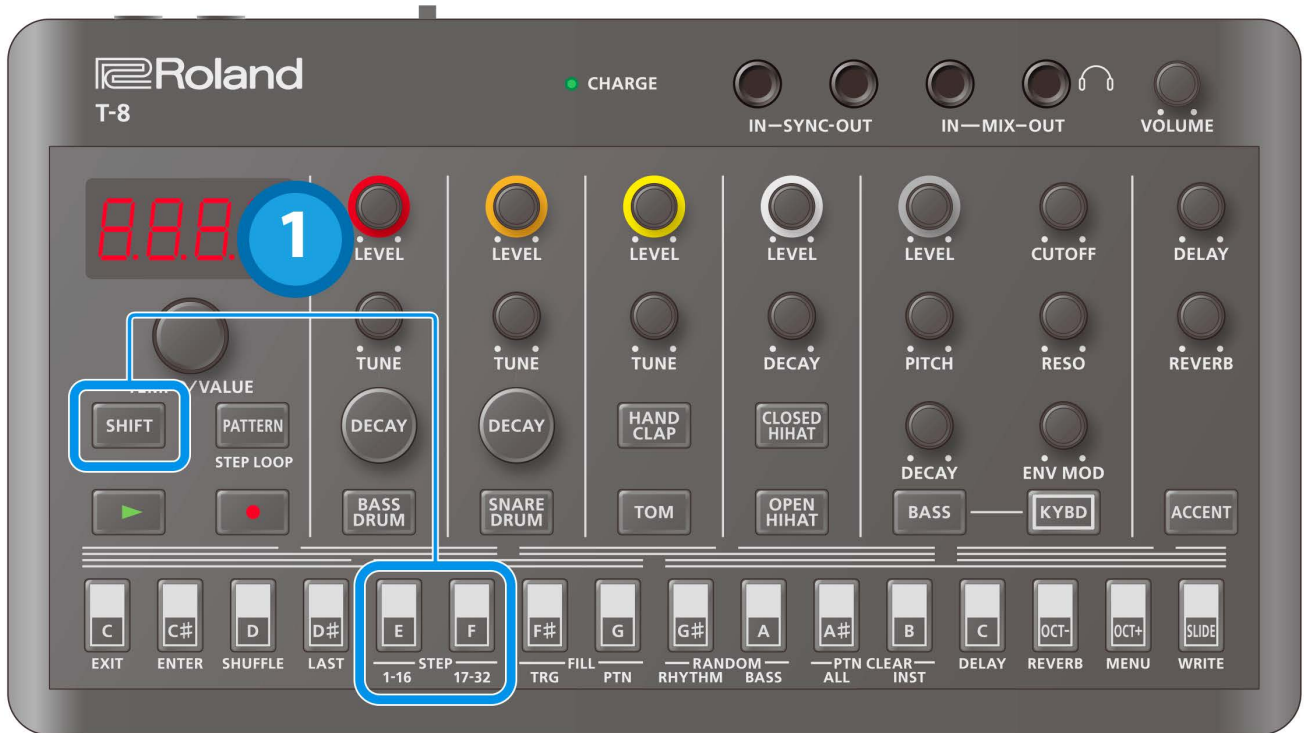 Roland
T-8
CHARGE
IN—SYNC-OUT
IN—MIX—OUT
VOLUME
8.8.8.
1
LEVEL LEVEL LEVEL LEVEL LEVEL CUTOFF DELAY
TUNE TUNE TUNE DECAY PITCH RESO REVERB
/VALUE
SHIFT PATTERN DECAY DECAY HAND CLAP CLOSED HIHAT
STEP LOOP
DECAY ENV MOD
BASS DRUM SNARE DRUM TOM OPEN HIHAT BASS KYBD ACCENT
C C# D D# E F F# G G# A A# B C OCT- OCT+ SLIDE
EXIT ENTER SHUFFLE LAST STEP FILL RANDOM PTN CLEAR DELAY REVERB MENU WRITE
1-16 17-32 TRG PTN RHYTHM BASS ALL INST